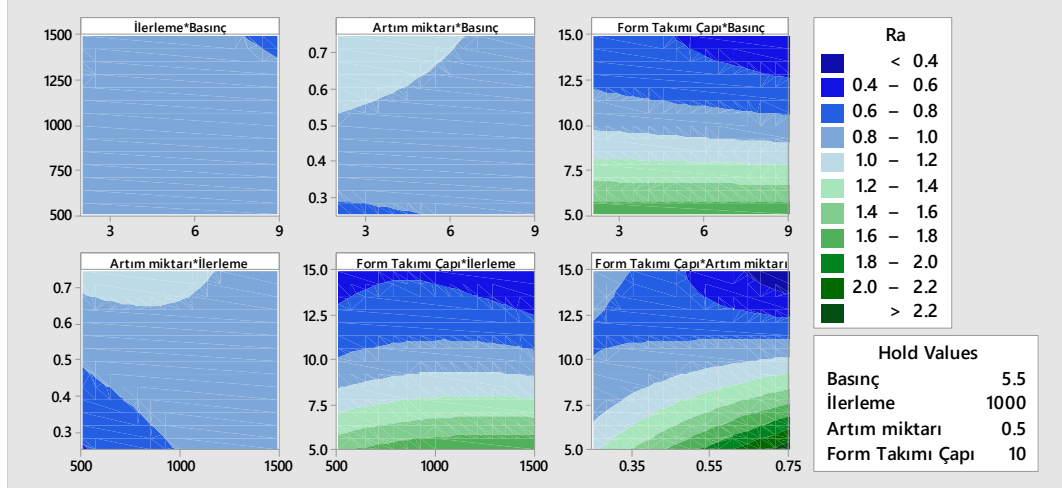 İlerleme*Basınç
1500
1250
1000
750
500
3 6 9
Artım miktarı*Basınç
0.7
0.6
0.5
0.4
0.3
3 6 9
Form Takımı Çapı*Basınç
15.0
12.5
10.0
7.5
5.0
3 6 9
Artım miktarı*İlerleme
0.7
0.6
0.5
0.4
0.3
500 1000 1500
Form Takımı Çapı*İlerleme
15.0
12.5
10.0
7.5
5.0
500 1000 1500
Form Takımı Çapı*Artım miktarı
15.0
12.5
10.0
7.5
5.0
0.35 0.55 0.75
Ra
< 0.4
0.4 – 0.6
0.6 – 0.8
0.8 – 1.0
1.0 – 1.2
1.2 – 1.4
1.4 – 1.6
1.6 – 1.8
1.8 – 2.0
2.0 – 2.2
> 2.2
Hold Values
Basınç 5.5
İlerleme 1000
Artım miktarı 0.5
Form Takımı Çapı 10